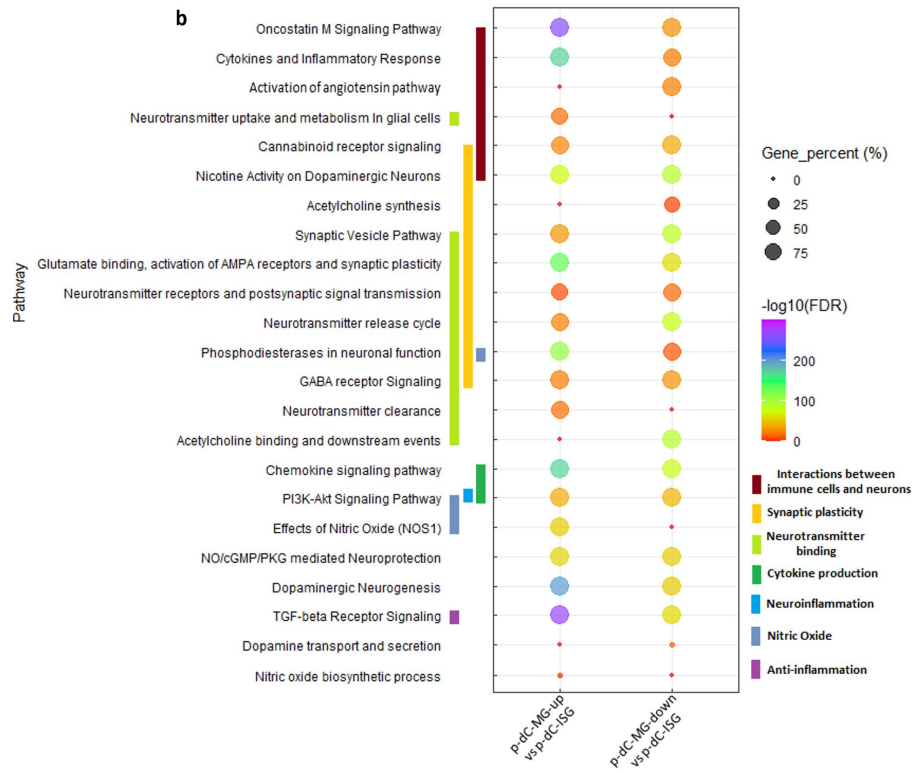 b
Oncostatin M Signaling Pathway
Cytokines and Inflammatory Response
Activation of angiotensin pathway
Neurotransmitter uptake and metabolism In glial cells
Cannabinoid receptor signaling
Nicotine Activity on Dopaminergic Neurons
Acetylcholine synthesis
Synaptic Vesicle Pathway
Glutamate binding, activation of AMPA receptors and synaptic plasticity
Neurotransmitter receptors and postsynaptic signal transmission
Neurotransmitter release cycle
Phosphodiesterases in neuronal function
GABA receptor Signaling
Neurotransmitter clearance
Acetylcholine binding and downstream events
Chemokine signaling pathway
PI3K-Akt Signaling Pathway
Effects of Nitric Oxide (NOS1)
NO/cGMP/PKG mediated Neuroprotection
Dopaminergic Neurogenesis
TGF-beta Receptor Signaling
Dopamine transport and secretion
Nitric oxide biosynthetic process
Pathway
p-dC-MG-up
vs p-dC-ISG
p-dC-MG-down
vs p-dC-ISG
Gene_percent (%)
0
25
50
75
-log10(FDR)
200
100
0
Interactions between
immune cells and neurons
Synaptic plasticity
Neurotransmitter
binding
Cytokine production
Neuroinflammation
Nitric Oxide
Anti-inflammation